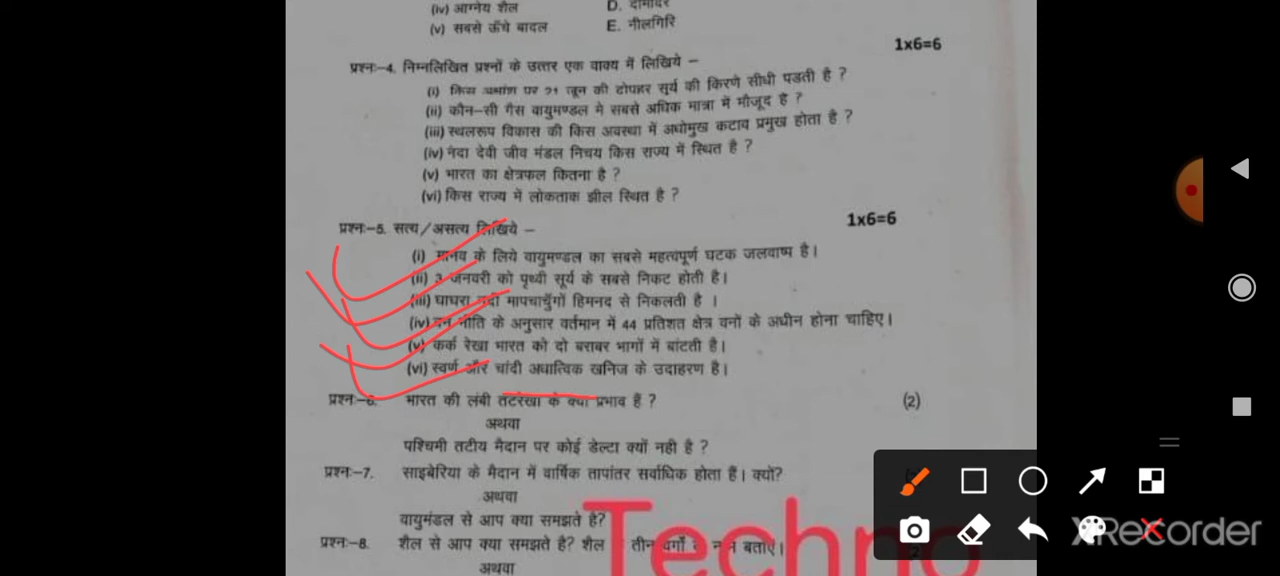 (iv) आग्नेय शैल D. दामोदर
(v) सबसे ऊँचे बादल E. नीलगिरि
1x6=6
प्रश्नः-4. निम्नलिखित प्रश्नों के उत्तर एक वाक्य में लिखिये –
(i) किस अक्षांश पर 21 जून की दोपहर सूर्य की किरणे सीधी पडती है ?
(ii) कौन-सी गैस वायुमण्डल मे सबसे अधिक मात्रा में मौजूद है ?
(iii) स्थलरूप विकास की किस अवस्था में अधोमुख कटाव प्रमुख होता है ?
(iv) नंदा देवी जीव मंडल निचय किस राज्य में स्थित है ?
(v) भारत का क्षेत्रफल कितना है ?
(vi) किस राज्य में लोकताक झील स्थित है ?
प्रश्नः-5. सत्य/असत्य लिखिये – 1x6=6
(i) मानव के लिये वायुमण्डल का सबसे महत्वपूर्ण घटक जलवाष्प है।
(ii) 3 जनवरी को पृथ्वी सूर्य के सबसे निकट होती है।
(iii) घाघरा नदी मापचाचुँगों हिमनद से निकलती है ।
(iv) वन नीति के अनुसार वर्तमान में 44 प्रतिशत क्षेत्र वनों के अधीन होना चाहिए।
(v) कर्क रेखा भारत को दो बराबर भागों में बांटती है।
(vi) स्वर्ण और चांदी अधात्विक खनिज के उदाहरण है।
प्रश्नः-6. भारत की लंबी तटरेखा के क्या प्रभाव हैं ? (2)
अथवा
पश्चिमी तटीय मैदान पर कोई डेल्टा क्यों नही है ?
प्रश्नः-7. साइबेरिया के मैदान में वार्षिक तापांतर सर्वाधिक होता हैं। क्यों?
अथवा
वायुमंडल से आप क्या समझते है?
प्रश्नः-8. शैल से आप क्या समझते है? शैल तीन वर्गों बताएं।
अथवा
Techno
XRecorder